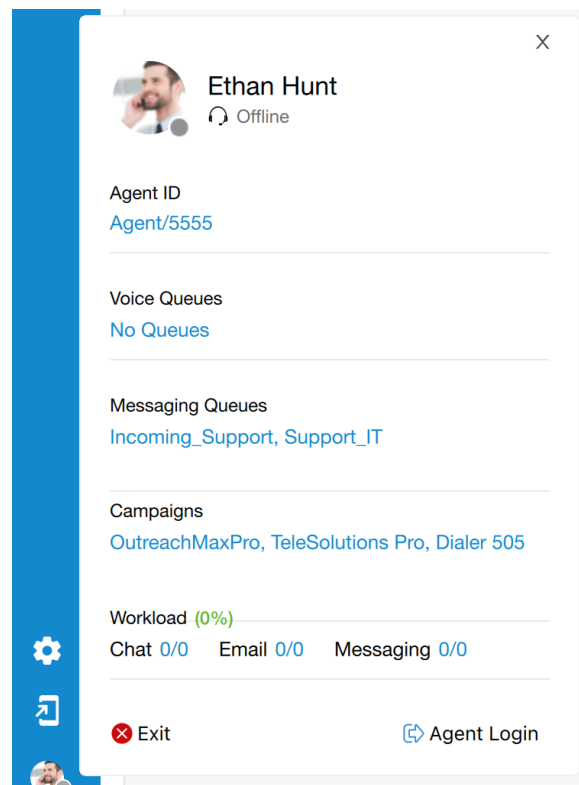 X
Ethan Hunt
Offline
Agent ID
Agent/5555
Voice Queues
No Queues
Messaging Queues
Incoming_Support, Support_IT
Campaigns
OutreachMaxPro, TeleSolutions Pro, Dialer 505
Workload (0%)
Chat 0/0 Email 0/0 Messaging 0/0
Exit Agent Login